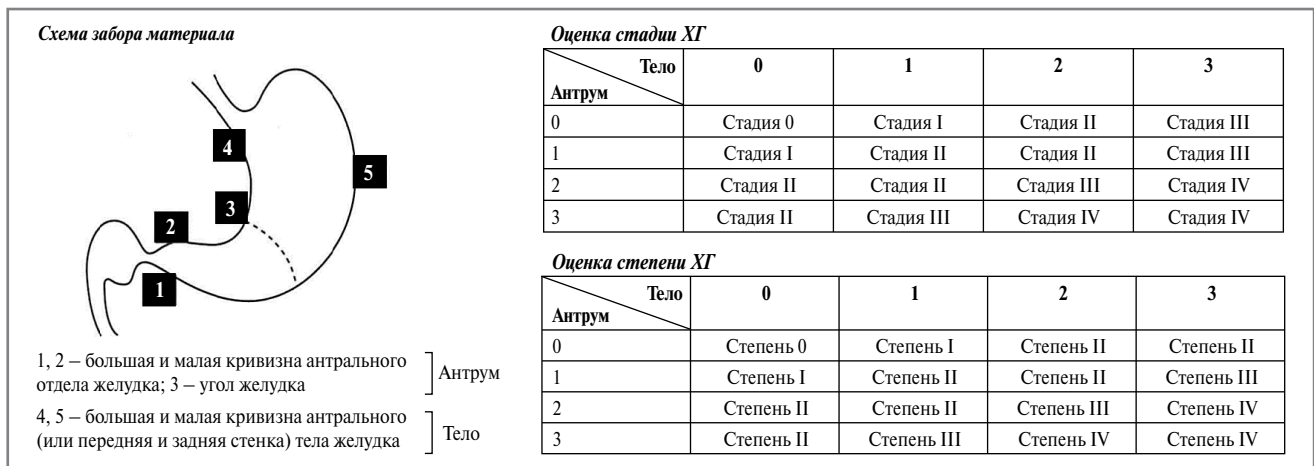 Схема забора материала
4
5
3
2
1
1, 2 – большая и малая кривизна антрального
отдела желудка; 3 – угол желудка
Антрум
4, 5 – большая и малая кривизна антрального
(или передняя и задняя стенка) тела желудка
Тело
Оценка стадии ХГ
Тело 0 1 2 3
Антрум
0 Стадия 0 Стадия I Стадия II Стадия III
1 Стадия I Стадия II Стадия II Стадия III
2 Стадия II Стадия II Стадия III Стадия IV
3 Стадия II Стадия III Стадия IV Стадия IV
Оценка степени ХГ
Тело 0 1 2 3
Антрум
0 Степень 0 Степень I Степень II Степень II
1 Степень I Степень II Степень II Степень III
2 Степень II Степень II Степень III Степень IV
3 Степень II Степень III Степень IV Степень IV